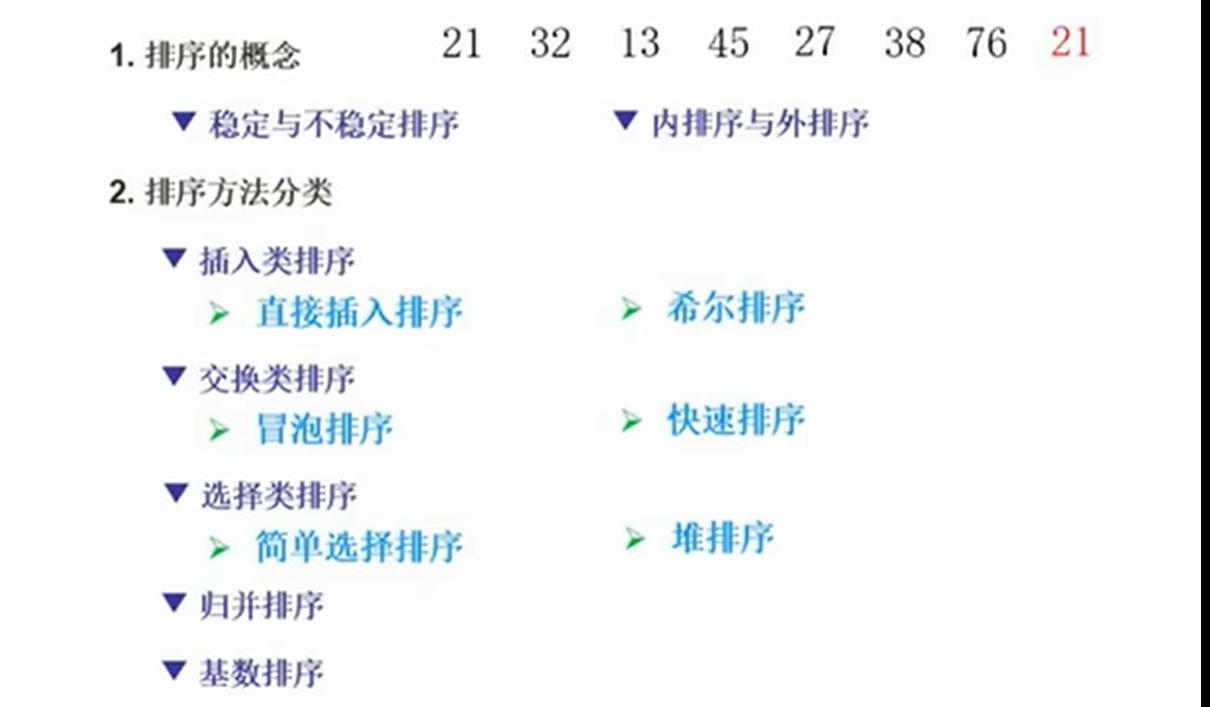 1. 排序的概念 21 32 13 45 27 38 76 21
▼ 稳定与不稳定排序 ▼ 内排序与外排序
2. 排序方法分类
▼ 插入类排序
➢ 直接插入排序 ➢ 希尔排序
▼ 交换类排序
➢ 冒泡排序 ➢ 快速排序
▼ 选择类排序
➢ 简单选择排序 ➢ 堆排序
▼ 归并排序
▼ 基数排序